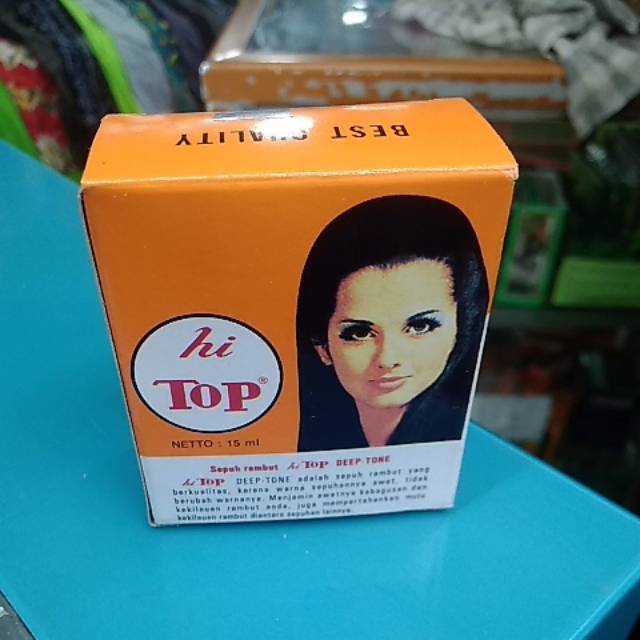 BEST QUALITY
hi
TOP®
NETTO : 15 ml
Sepuh rambut hi TOP DEEP-TONE
hi TOP DEEP-TONE adalah sepuh rambut yang
berkualitas, kerena warna sepuhannya awet, tidak
berubah warnanya. Menjamin awetnya kebagusan dan
kekilauan rambut anda, juga mempertahankan mutu
kekilauan rambut diantara sepuhan lainnya.